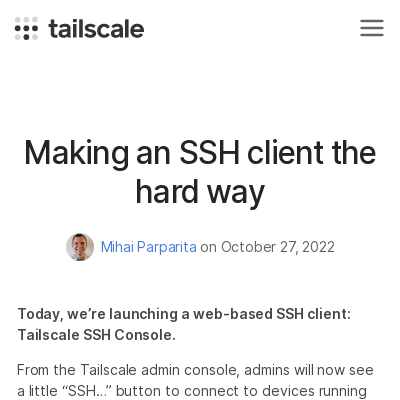 tailscale
Making an SSH client the
hard way
Mihai Parparita on October 27, 2022
Today, we’re launching a web-based SSH client:
Tailscale SSH Console.
From the Tailscale admin console, admins will now see
a little “SSH…” button to connect to devices running